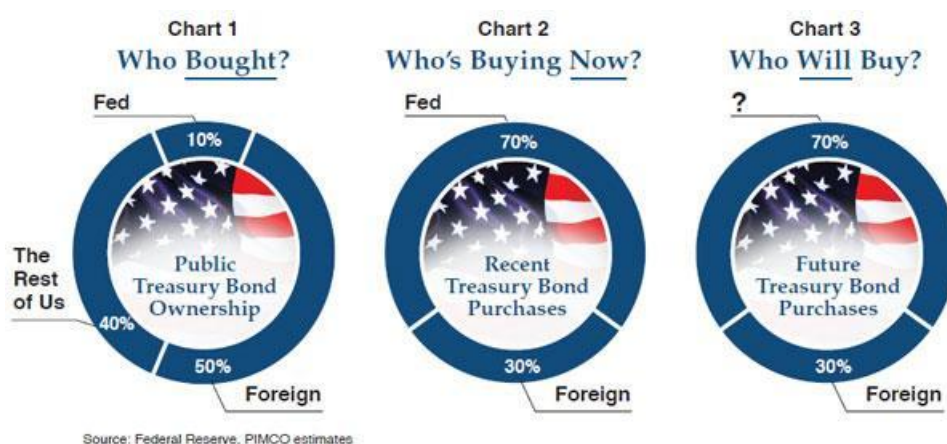 Chart 1
Who Bought?
Fed
10%
The
Rest
of Us
40%
Public
Treasury Bond
Ownership
50%
Foreign
Chart 2
Who's Buying Now?
Fed
70%
Recent
Treasury Bond
Purchases
30%
Foreign
Chart 3
Who Will Buy?
?
70%
Future
Treasury Bond
Purchases
30%
Foreign
Source: Federal Reserve, PIMCO estimates